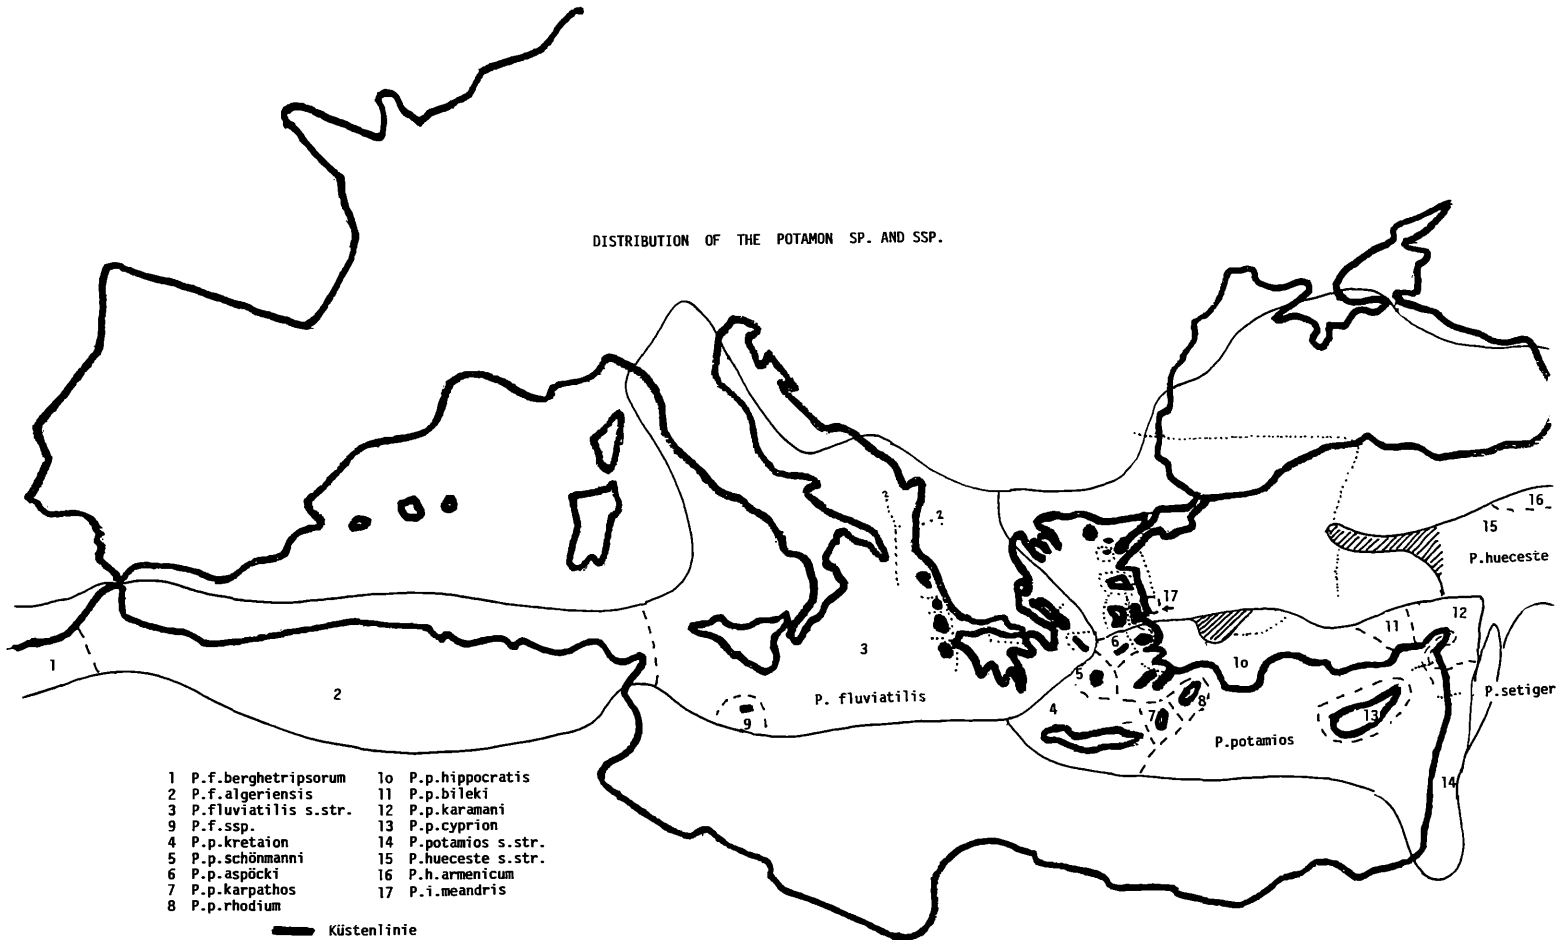 DISTRIBUTION OF THE POTAMON SP. AND SSP.
2
2
16
15
P.hueceste
17
12
11
6
3
1
1o
5
2
P. fluviatilis
P.setiger
8
4
7
13
9
P.potamios
14
1 P.f.berghetripsorum
2 P.f.algeriensis
3 P.fluviatilis s.str.
9 P.f.ssp.
4 P.p.kretaion
5 P.p.schönmanni
6 P.p.aspöcki
7 P.p.karpathos
8 P.p.rhodium
1o P.p.hippocratis
11 P.p.bileki
12 P.p.karamani
13 P.p.cyprion
14 P.potamios s.str.
15 P.hueceste s.str.
16 P.h.armenicum
17 P.i.meandris
Küstenlinie